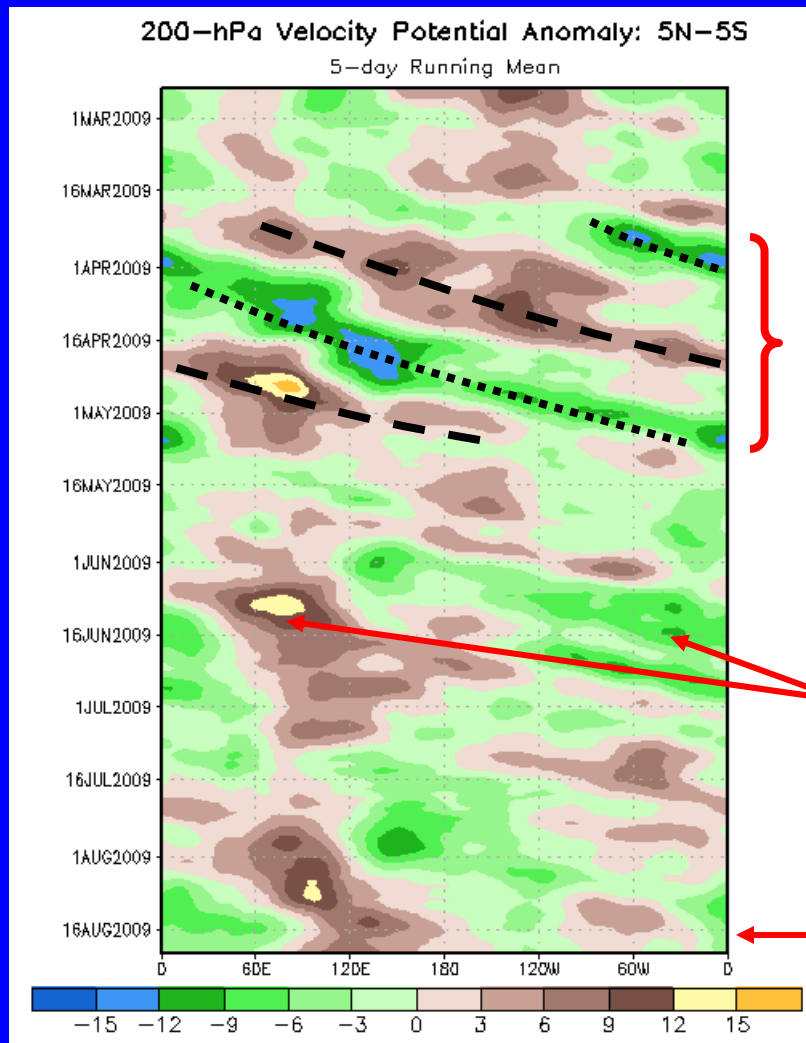 200-hPa Velocity Potential Anomaly: 5N-5S
5-day Running Mean
1MAR2009
16MAR2009
1APR2009
16APR2009
1MAY2009
16MAY2009
1JUN2009
16JUN2009
1JUL2009
16JUL2009
1AUG2009
16AUG2009
0 60E 120E 180 120W 60W 0
-15 -12 -9 -6 -3 0 3 6 9 12 15